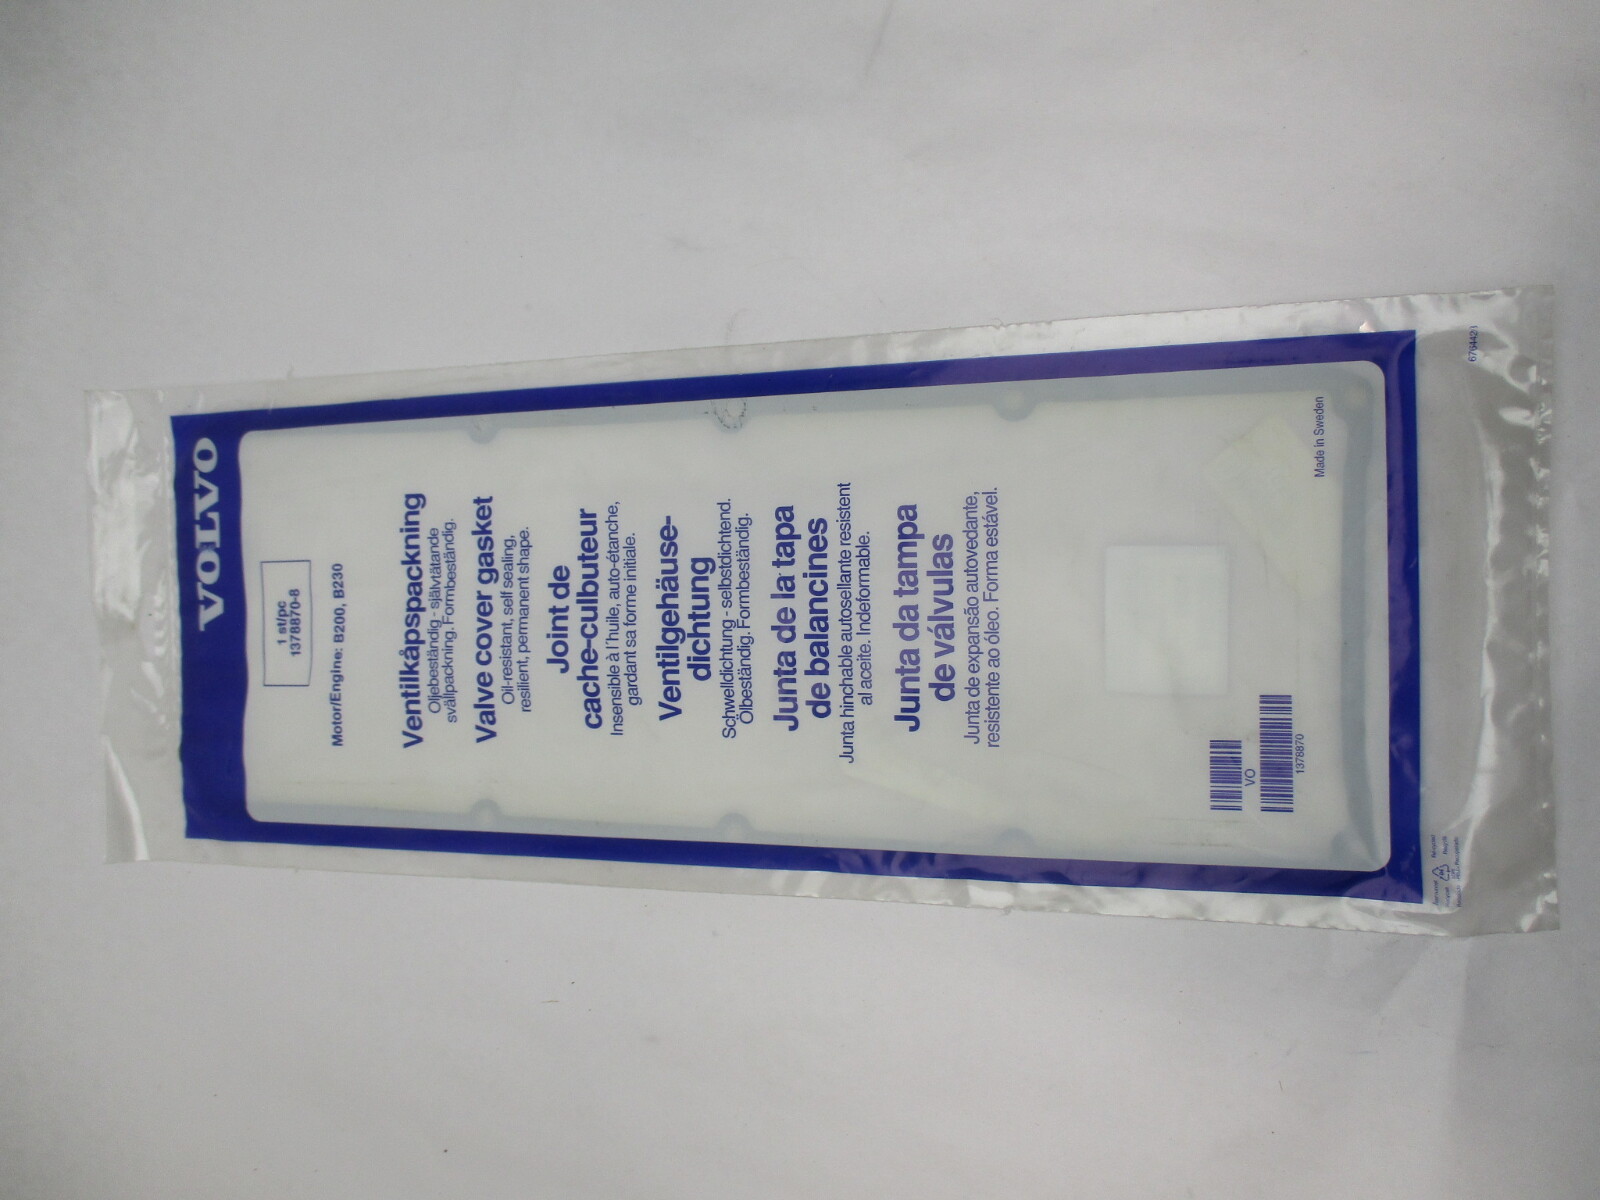 VOLVO
1 st/pc
1378870-8
Motor/Engine: B200, B230
Ventilkåpspackning
Oljebeständig - självtätande
svällpackning. Formbeständig.
Valve cover gasket
Oil-resistant, self sealing,
resilient, permanent shape.
Joint de
cache-culbuteur
Insensible à l'huile, auto-étanche,
gardant sa forme initiale.
Ventilgehäuse-
dichtung
Schwelldichtung - selbstdichtend.
Ölbeständig. Formbeständig.
Junta de la tapa
de balancines
Junta hinchable autosellante resistent
al aceite. Indeformable.
Junta da tampa
de válvulas
Junta de expansão autovedante,
resistente ao óleo. Forma estável.
VO
1378870
Made in Sweden